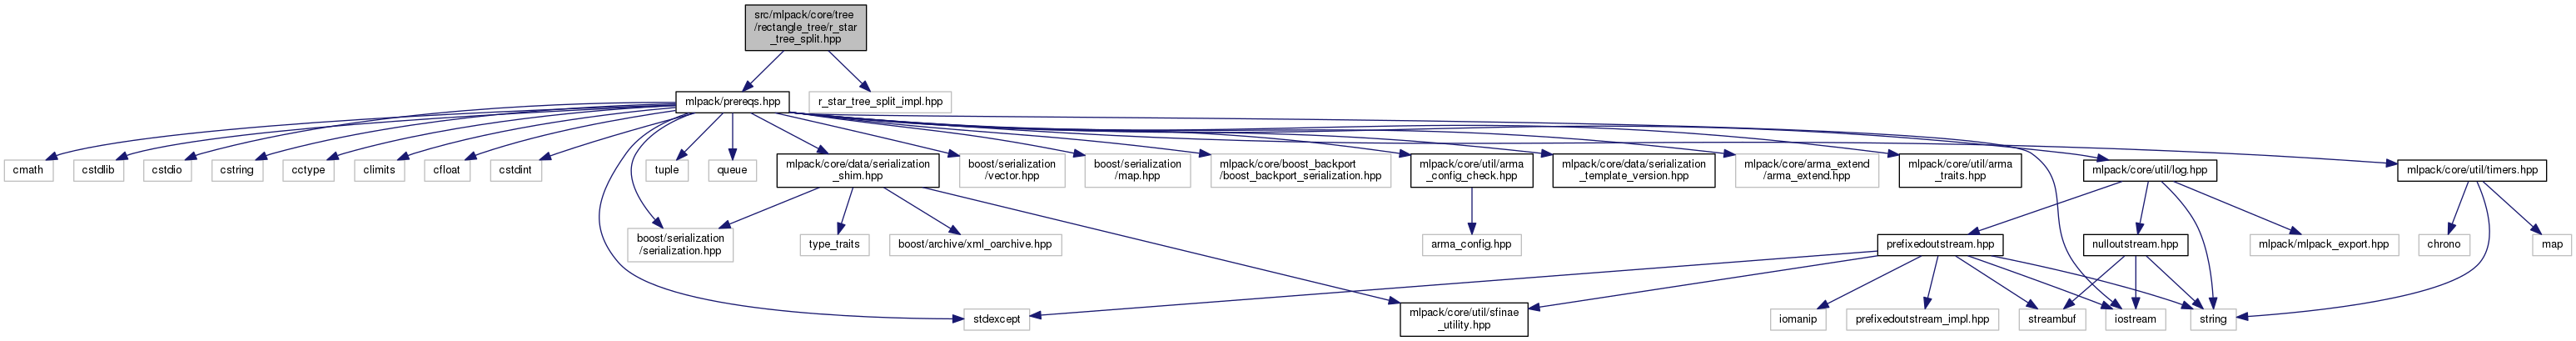 src/mlpack/core/tree
/rectangle_tree/r_star
_tree_split.hpp
mlpack/prereqs.hpp
r_star_tree_split_impl.hpp
cmath
cstdlib
cstdio
cstring
cctype
climits
cfloat
cstdint
tuple
queue
mlpack/core/data/serialization
_shim.hpp
boost/serialization
/vector.hpp
boost/serialization
/map.hpp
mlpack/core/boost_backport
/boost_backport_serialization.hpp
mlpack/core/util/arma
_config_check.hpp
mlpack/core/data/serialization
_template_version.hpp
mlpack/core/arma_extend
/arma_extend.hpp
mlpack/core/util/arma
_traits.hpp
mlpack/core/util/log.hpp
mlpack/core/util/timers.hpp
boost/serialization
/serialization.hpp
type_traits
boost/archive/xml_oarchive.hpp
arma_config.hpp
prefixedoutstream.hpp
nulloutstream.hpp
mlpack/mlpack_export.hpp
chrono
map
stdexcept
mlpack/core/util/sfinae
_utility.hpp
iomanip
prefixedoutstream_impl.hpp
streambuf
iostream
string